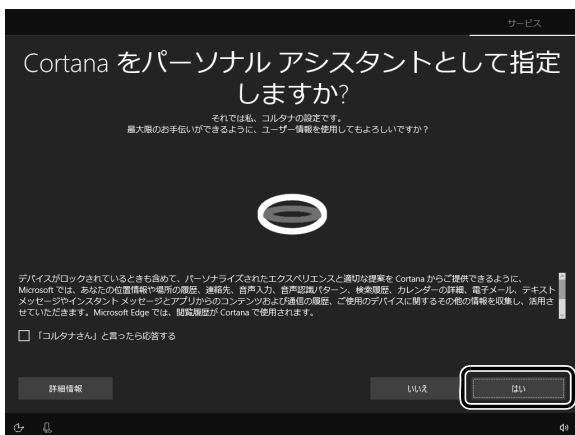 サービス
Cortana をパーソナル アシスタントとして指定
しますか?
それでは私、コルタナの設定です。
最大限のお手伝いができるように、ユーザー情報を使用してもよろしいですか?
デバイスがロックされているときも含めて、パーソナライズされたエクスペリエンスと適切な提案を Cortana からご提供できるように、
Microsoft では、あなたの位置情報や場所の履歴、連絡先、音声入力、音声認識パターン、検索履歴、カレンダーの詳細、電子メール、テキスト
メッセージやインスタント メッセージとアプリからのコンテンツおよび通信の履歴、ご使用のデバイスに関するその他の情報を収集し、活用さ
せていただきます。Microsoft Edge では、閲覧履歴が Cortana で使用されます。
「コルタナさん」と言ったら応答する
詳細情報
いいえ
はい